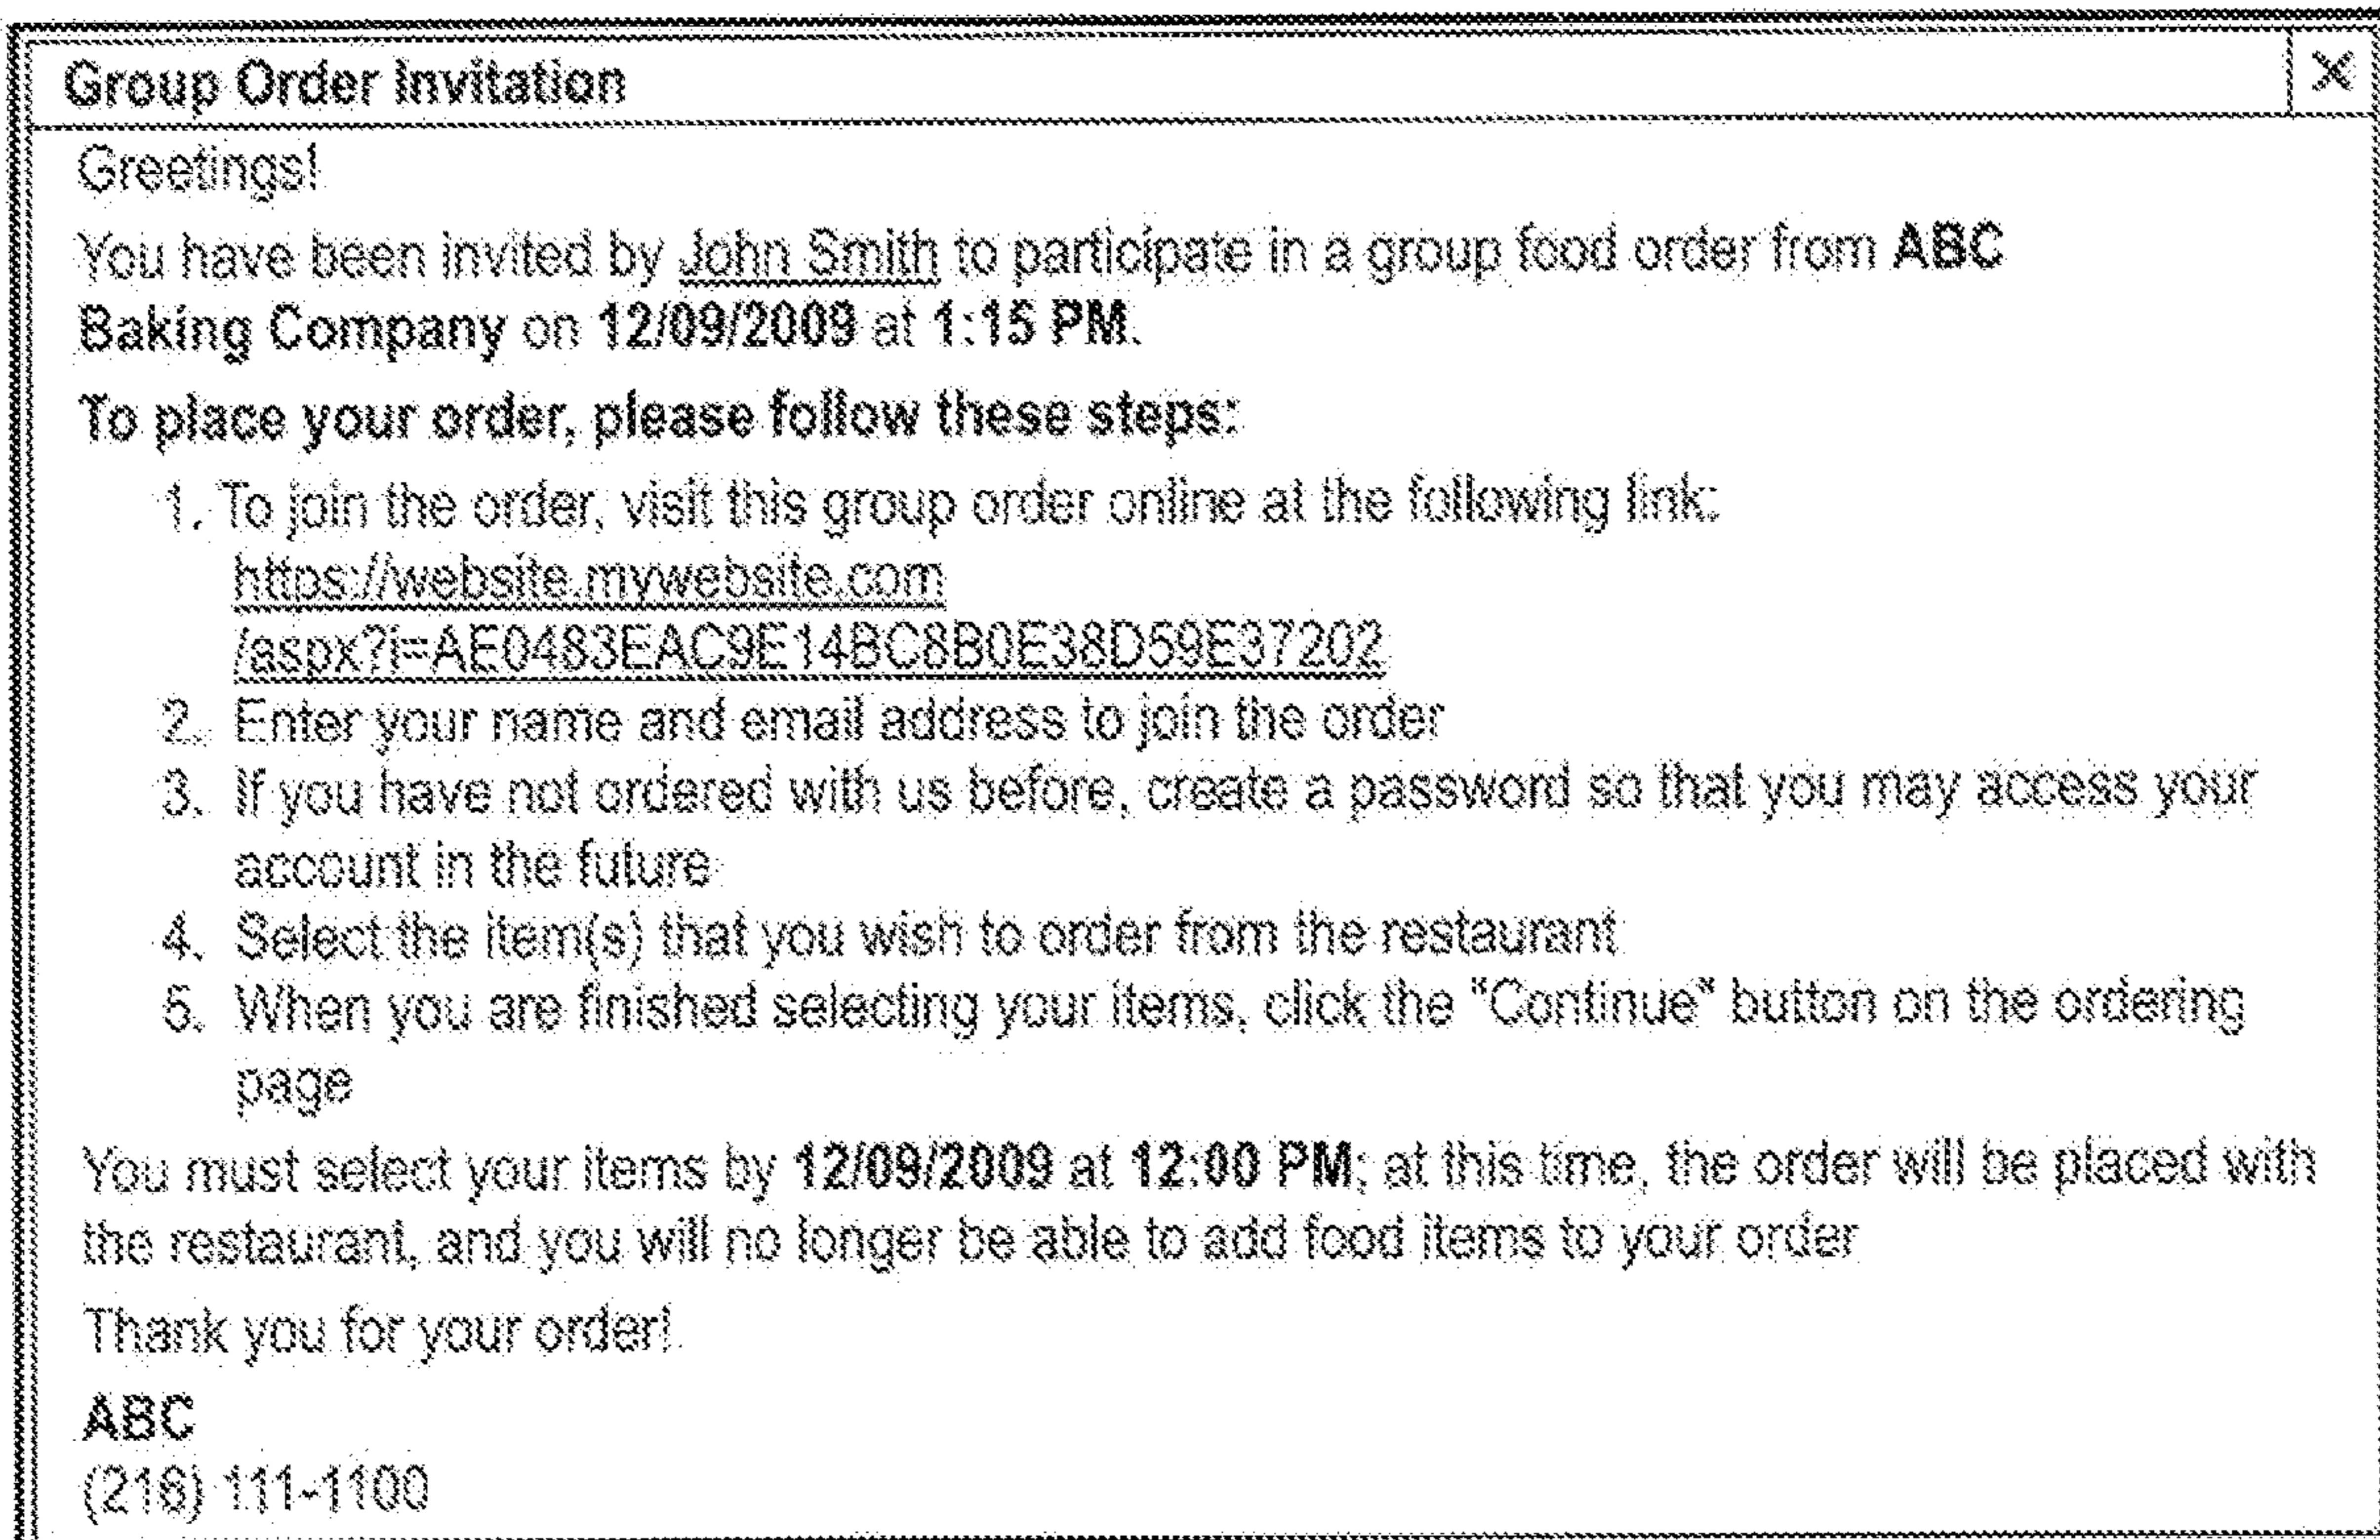 Group Order Invitation X
Greetings!
You have been invited by John Smith to participate in a group food order from ABC
Baking Company on 12/09/2009 at 1:15 PM.
To place your order, please follow these steps:
1. To join the order, visit this group order online at the following link:
https://website.mywebsite.com
/aspx?i=AE0483EAC9E14BC8B0E38D59E37202
2. Enter your name and email address to join the order
3. If you have not ordered with us before, create a password so that you may access your
account in the future
4. Select the item(s) that you wish to order from the restaurant
5. When you are finished selecting your items, click the "Continue" button on the ordering
page
You must select your items by 12/09/2009 at 12:00 PM; at this time, the order will be placed with
the restaurant, and you will no longer be able to add food items to your order
Thank you for your order!
ABC
(216) 111-1100